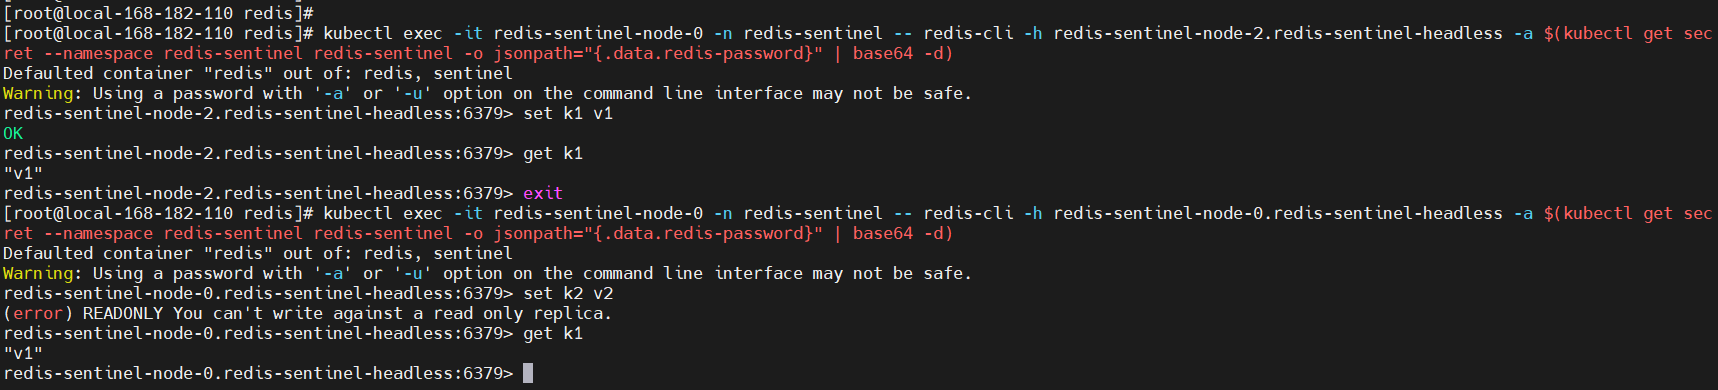 [root@local-168-182-110 redis]#
[root@local-168-182-110 redis]# kubectl exec -it redis-sentinel-node-0 -n redis-sentinel -- redis-cli -h redis-sentinel-node-2.redis-sentinel-headless -a $(kubectl get sec
ret --namespace redis-sentinel redis-sentinel -o jsonpath="{.data.redis-password}" | base64 -d)
Defaulted container "redis" out of: redis, sentinel
Warning: Using a password with '-a' or '-u' option on the command line interface may not be safe.
redis-sentinel-node-2.redis-sentinel-headless:6379> set k1 v1
OK
redis-sentinel-node-2.redis-sentinel-headless:6379> get k1
"v1"
redis-sentinel-node-2.redis-sentinel-headless:6379> exit
[root@local-168-182-110 redis]# kubectl exec -it redis-sentinel-node-0 -n redis-sentinel -- redis-cli -h redis-sentinel-node-0.redis-sentinel-headless -a $(kubectl get sec
ret --namespace redis-sentinel redis-sentinel -o jsonpath="{.data.redis-password}" | base64 -d)
Defaulted container "redis" out of: redis, sentinel
Warning: Using a password with '-a' or '-u' option on the command line interface may not be safe.
redis-sentinel-node-0.redis-sentinel-headless:6379> set k2 v2
(error) READONLY You can't write against a read only replica.
redis-sentinel-node-0.redis-sentinel-headless:6379> get k1
"v1"
redis-sentinel-node-0.redis-sentinel-headless:6379>